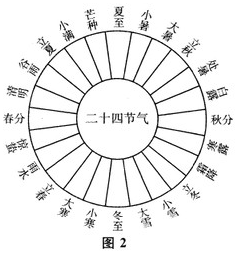 夏至
小暑
大暑
立秋
处暑
白露
秋分
寒露
霜降
立冬
小雪
大雪
冬至
小寒
大寒
立春
雨水
惊蛰
春分
清明
谷雨
立夏
小满
芒种
二十四节气
图 2